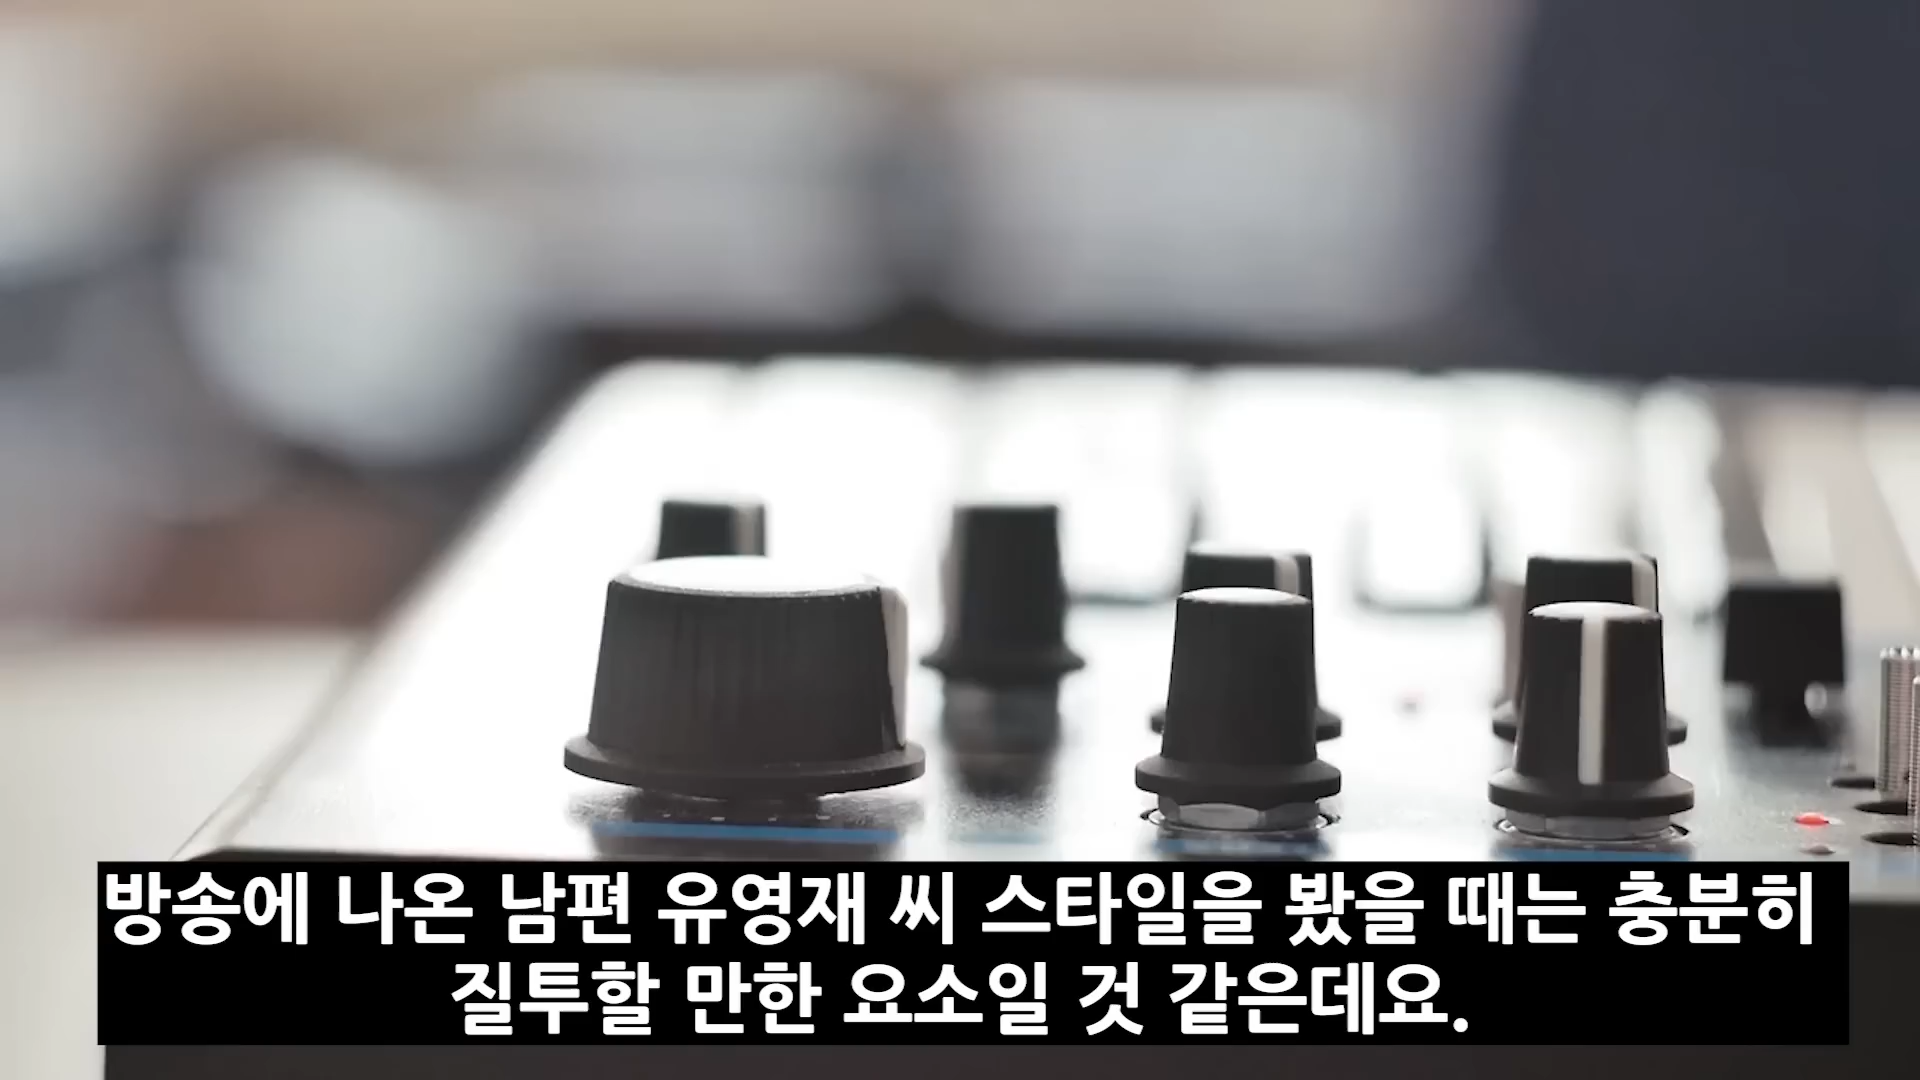 방송에 나온 남편 유영재 씨 스타일을 봤을 때는 충분히
질투할 만한 요소일 것 같은데요.